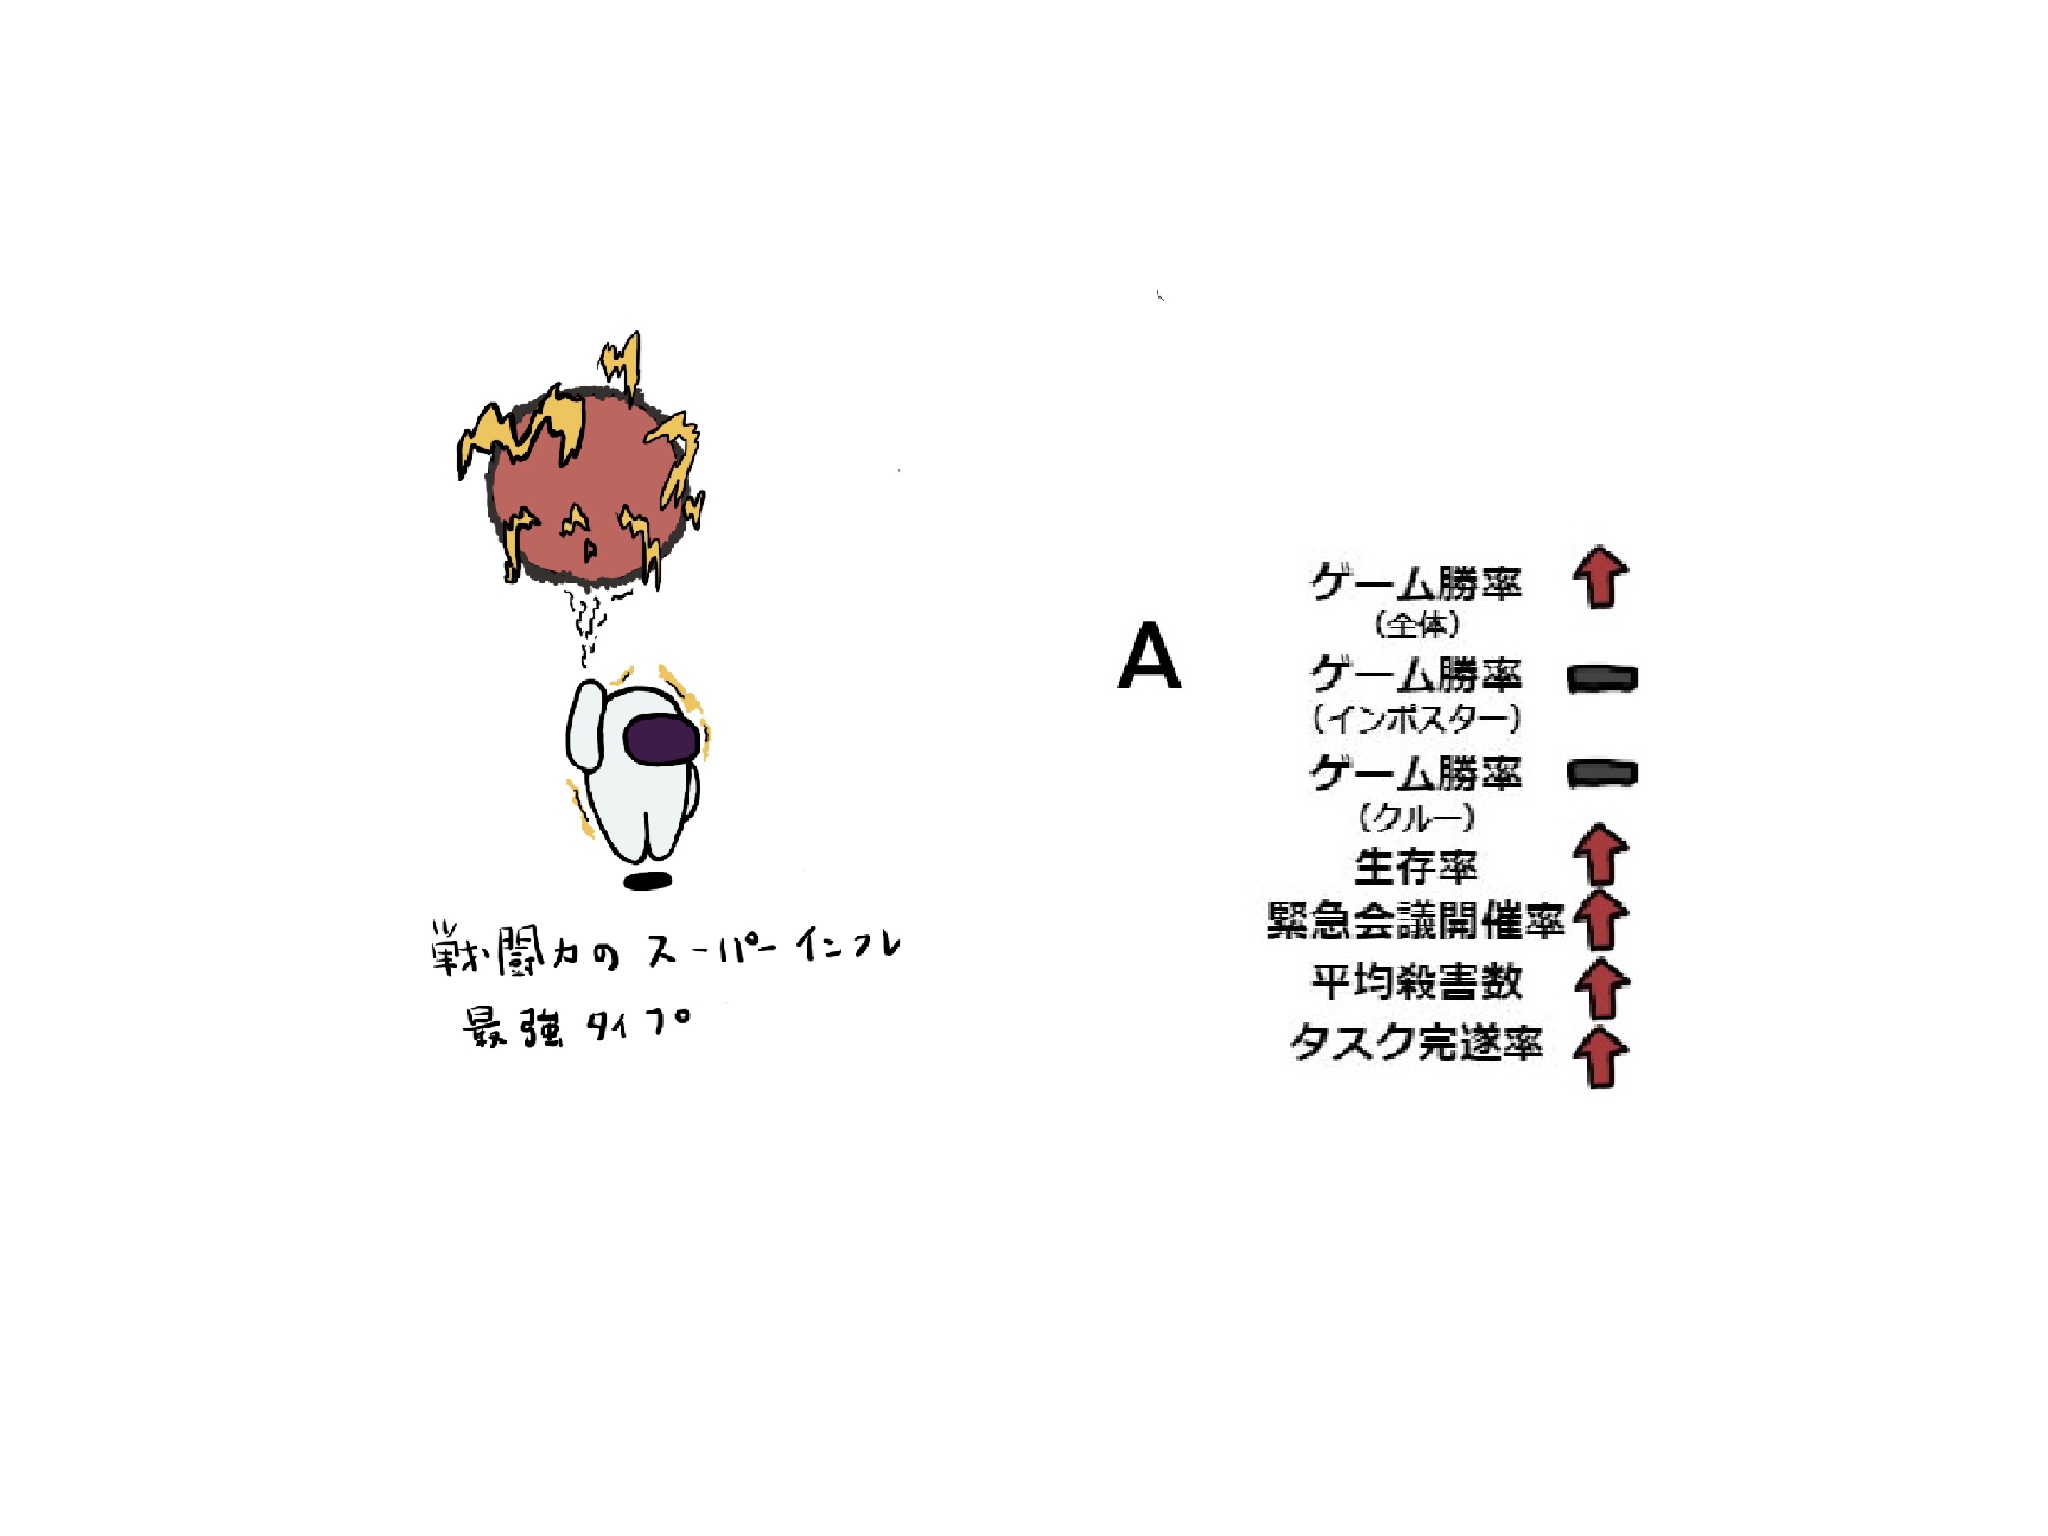 戦闘力のスーパーインフレ
最強タイプ
A
ゲーム勝率
（全体）
ゲーム勝率
（インポスター）
ゲーム勝率
（クルー）
生存率
緊急会議開催率
平均殺害数
タスク完遂率